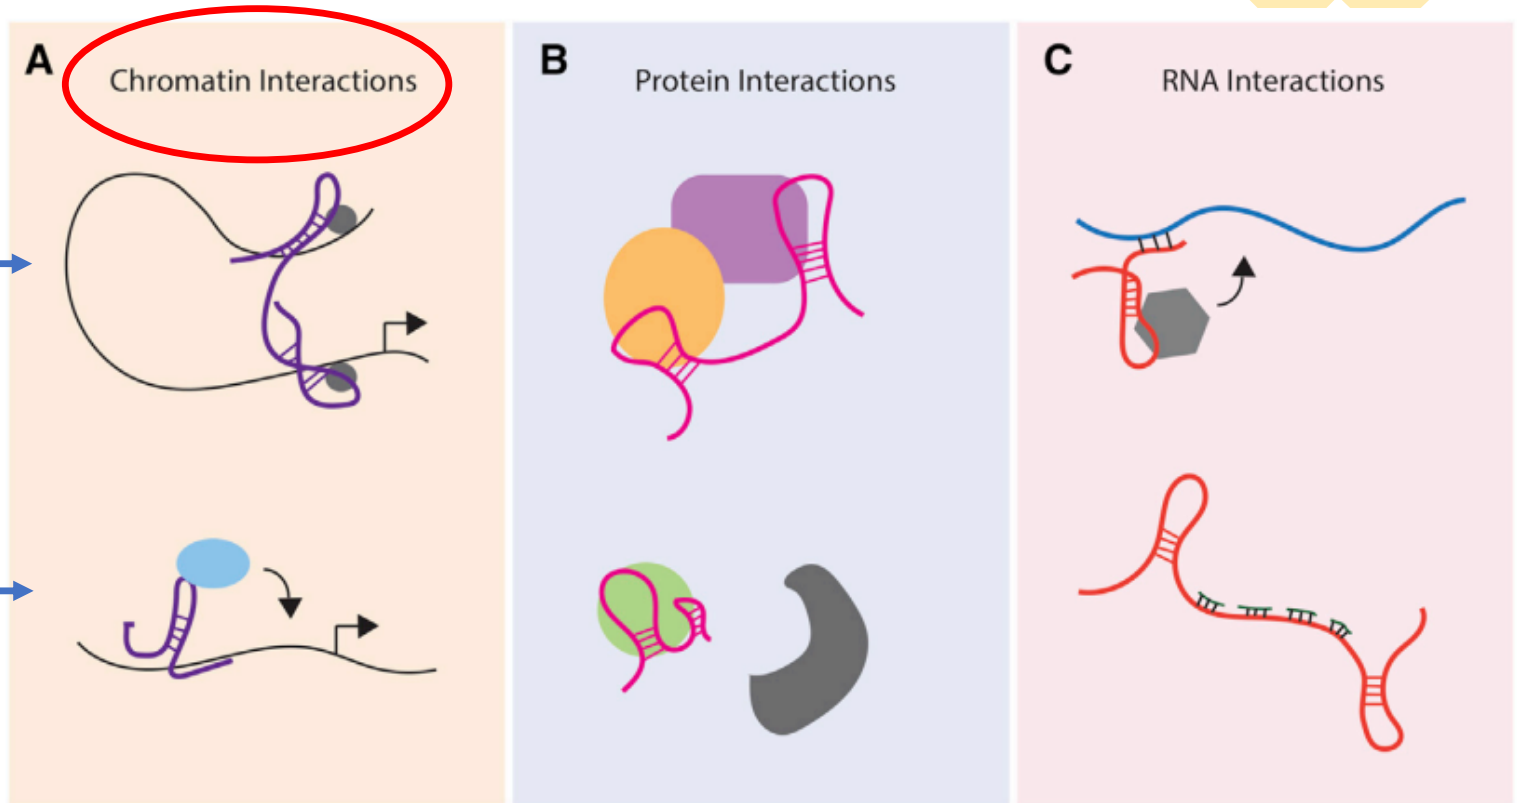 A
Chromatin Interactions
B
Protein Interactions
C
RNA Interactions